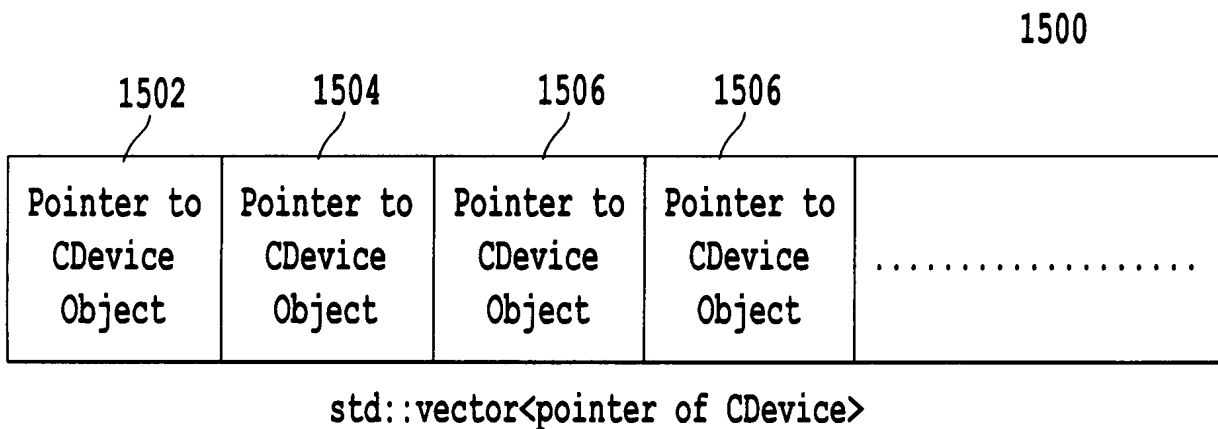 1500
1502 1504 1506 1506
Pointer to Pointer to Pointer to Pointer to
CDevice CDevice CDevice CDevice
Object Object Object Object
....................
std::vector<pointer of CDevice>